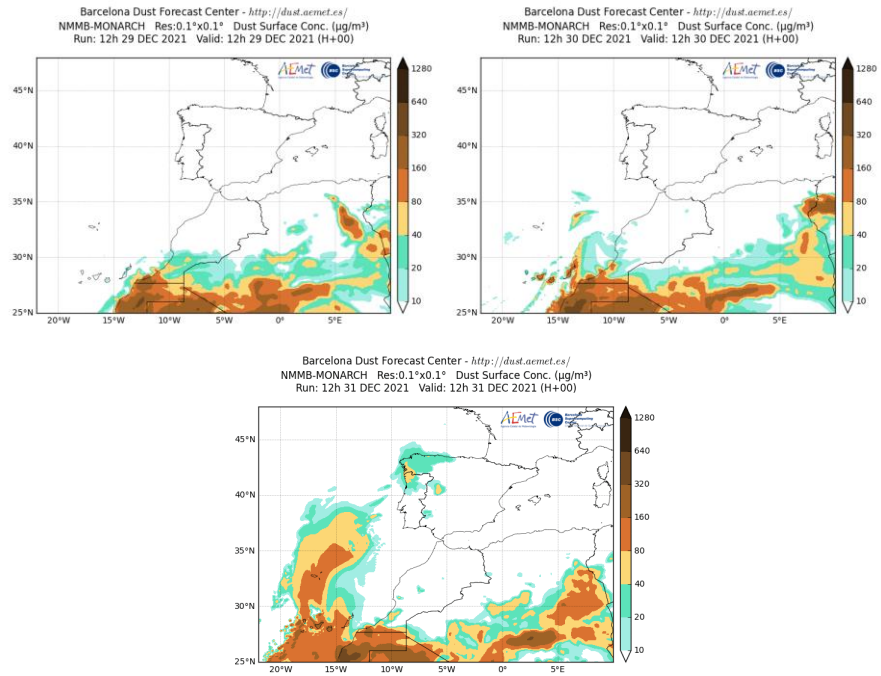 Barcelona Dust Forecast Center - http://dust.aemet.es/
NMMB-MONARCH Res:0.1°x0.1° Dust Surface Conc. (µg/m³)
Run: 12h 29 DEC 2021 Valid: 12h 29 DEC 2021 (H+00)
AEmet
BSC
45°N
40°N
35°N
30°N
25°N
20°W
15°W
10°W
5°W
0°
5°E
1280
640
320
160
80
40
20
10
Barcelona Dust Forecast Center - http://dust.aemet.es/
NMMB-MONARCH Res:0.1°x0.1° Dust Surface Conc. (µg/m³)
Run: 12h 30 DEC 2021 Valid: 12h 30 DEC 2021 (H+00)
AEmet
BSC
45°N
40°N
35°N
30°N
25°N
20°W
15°W
10°W
5°W
0°
5°E
1280
640
320
160
80
40
20
10
Barcelona Dust Forecast Center - http://dust.aemet.es/
NMMB-MONARCH Res:0.1°x0.1° Dust Surface Conc. (µg/m³)
Run: 12h 31 DEC 2021 Valid: 12h 31 DEC 2021 (H+00)
AEmet
BSC
45°N
40°N
35°N
30°N
25°N
20°W
15°W
10°W
5°W
0°
5°E
1280
640
320
160
80
40
20
10